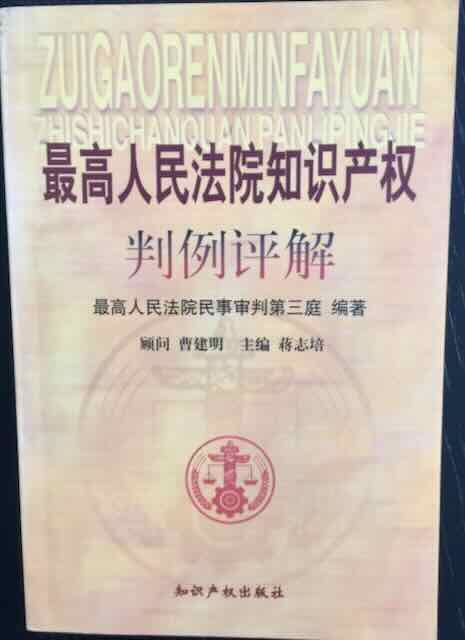 ZUIGAORENMINFAYUAN
ZHISHICHANQUAN PANLIPINGJIE
最高人民法院知识产权
判例评解
最高人民法院民事审判第三庭 编著
顾问 曹建明 主编 蒋志培
知识产权出版社